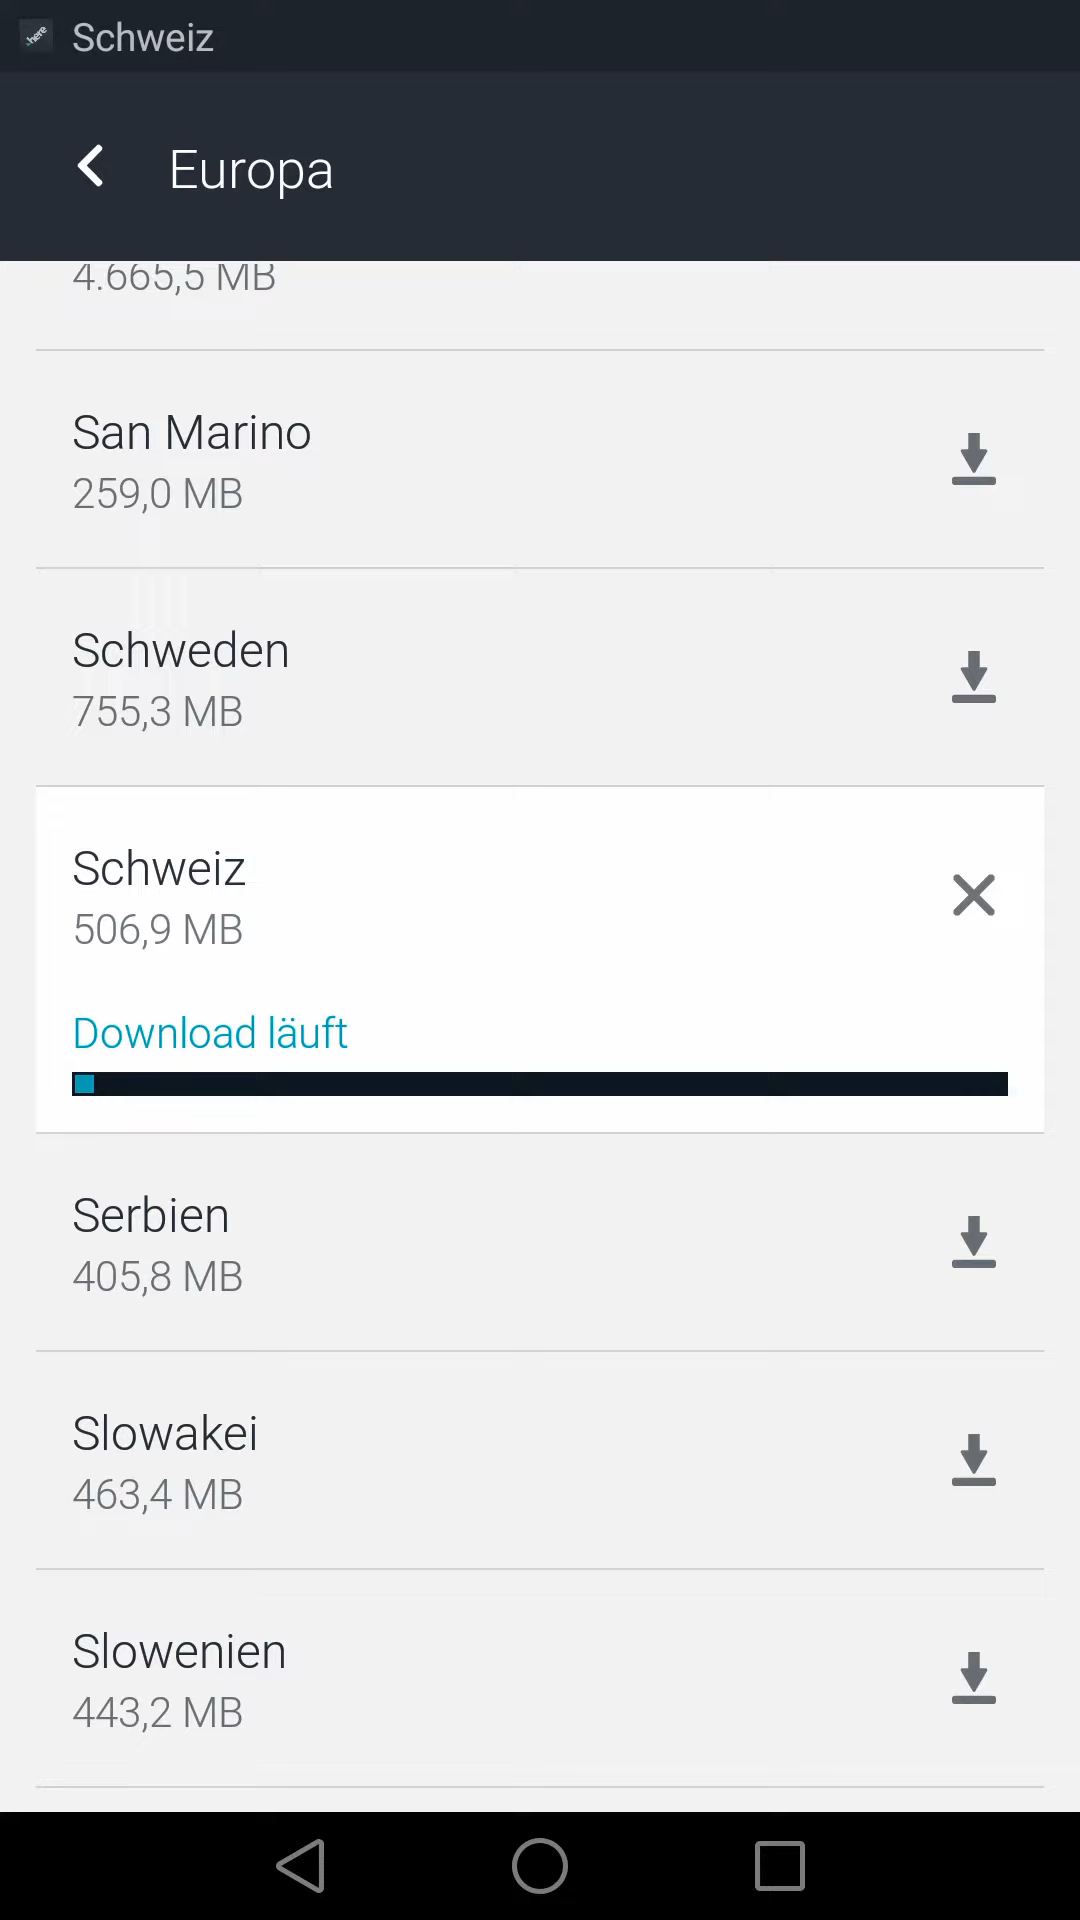 here
Schweiz
Europa
4.665,5 MB
San Marino
259,0 MB
Schweden
755,3 MB
Schweiz
506,9 MB
Download läuft
Serbien
405,8 MB
Slowakei
463,4 MB
Slowenien
443,2 MB